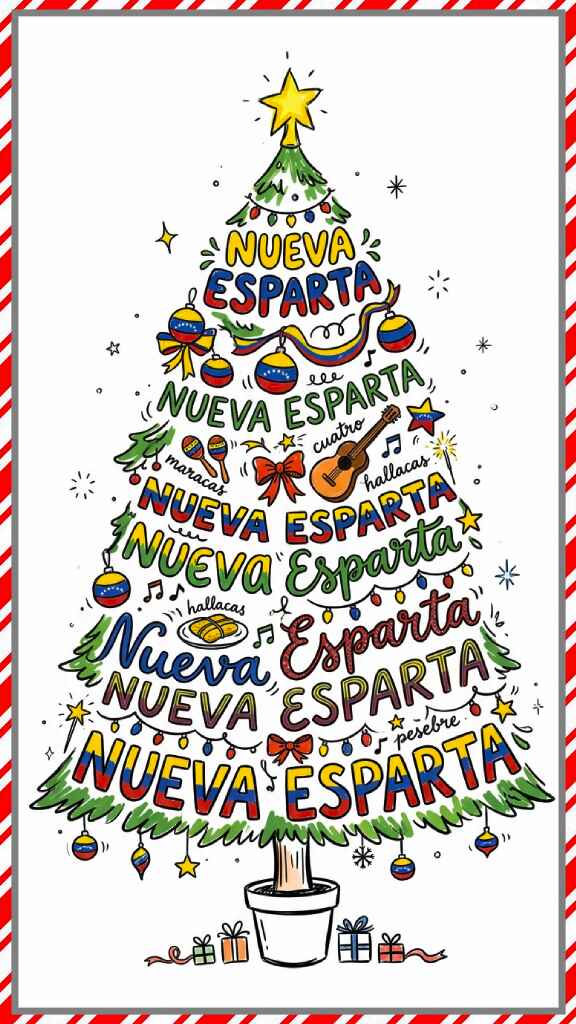 NUEVA
ESPARTA
NUEVA ESPARTA
cuatro
maracas
hallacas
NUEVA ESPARTA
NUEVA Esparta
hallacas
Nueva Esparta
NUEVA ESPARTA
pesebre
NUEVA ESPARTA